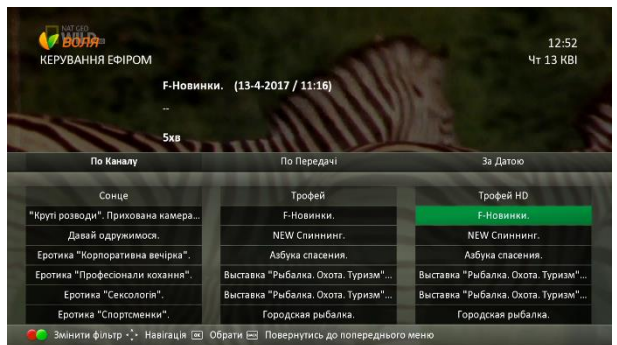 NAT GEO
WILD
ВОЛЯ
12:52
КЕРУВАННЯ ЕФІРОМ
Чт 13 КВІ
F-Новинки. (13-4-2017 / 11:16)
--
5хв
По Каналу По Передачі За Датою
Сонце Трофей Трофей HD
"Круті розводи". Прихована камера... F-Новинки. F-Новинки.
Давай одружимося. NEW Спиннинг. NEW Спиннинг.
Еротика "Корпоративна вечірка". Азбука спасения. Азбука спасения.
Еротика "Професіонали кохання". Выставка "Рыбалка. Охота. Туризм"... Выставка "Рыбалка. Охота. Туризм"...
Еротика "Сексологія". Выставка "Рыбалка. Охота. Туризм"... Выставка "Рыбалка. Охота. Туризм"...
Еротика "Спортсменки". Городская рыбалка. Городская рыбалка.
Змінити фільтр Навігація OK Обрати Повернутись до попереднього меню